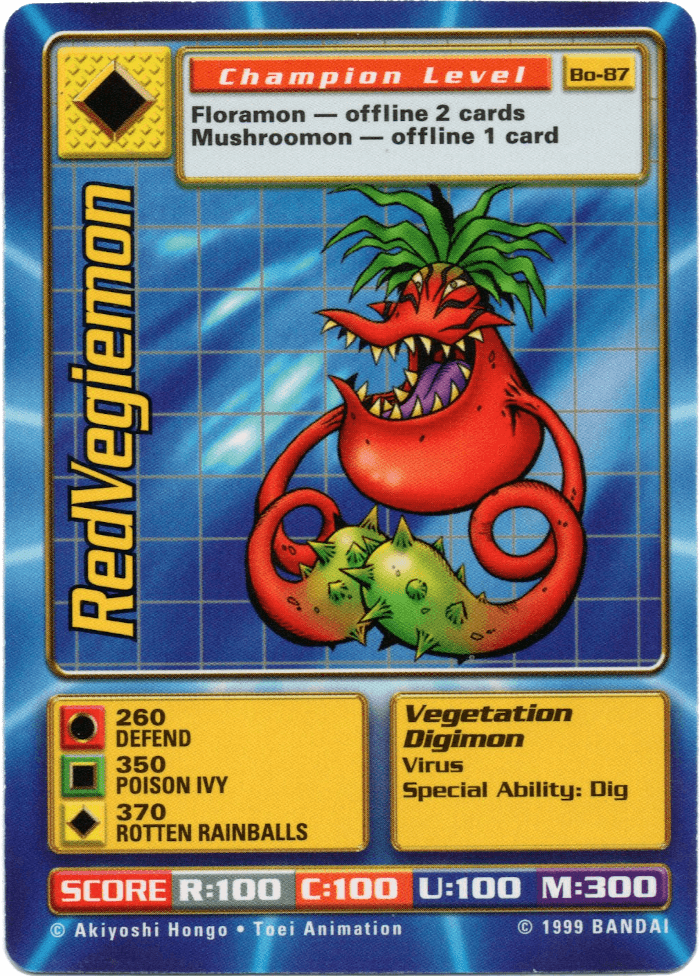 Champion Level
Bo-87
Floramon — offline 2 cards
Mushroomon — offline 1 card
RedVegiemon
260
DEFEND
350
POISON IVY
370
ROTTEN RAINBALLS
Vegetation
Digimon
Virus
Special Ability: Dig
SCORE R:100 C:100 U:100 M:300
© Akiyoshi Hongo • Toei Animation
© 1999 BANDAI